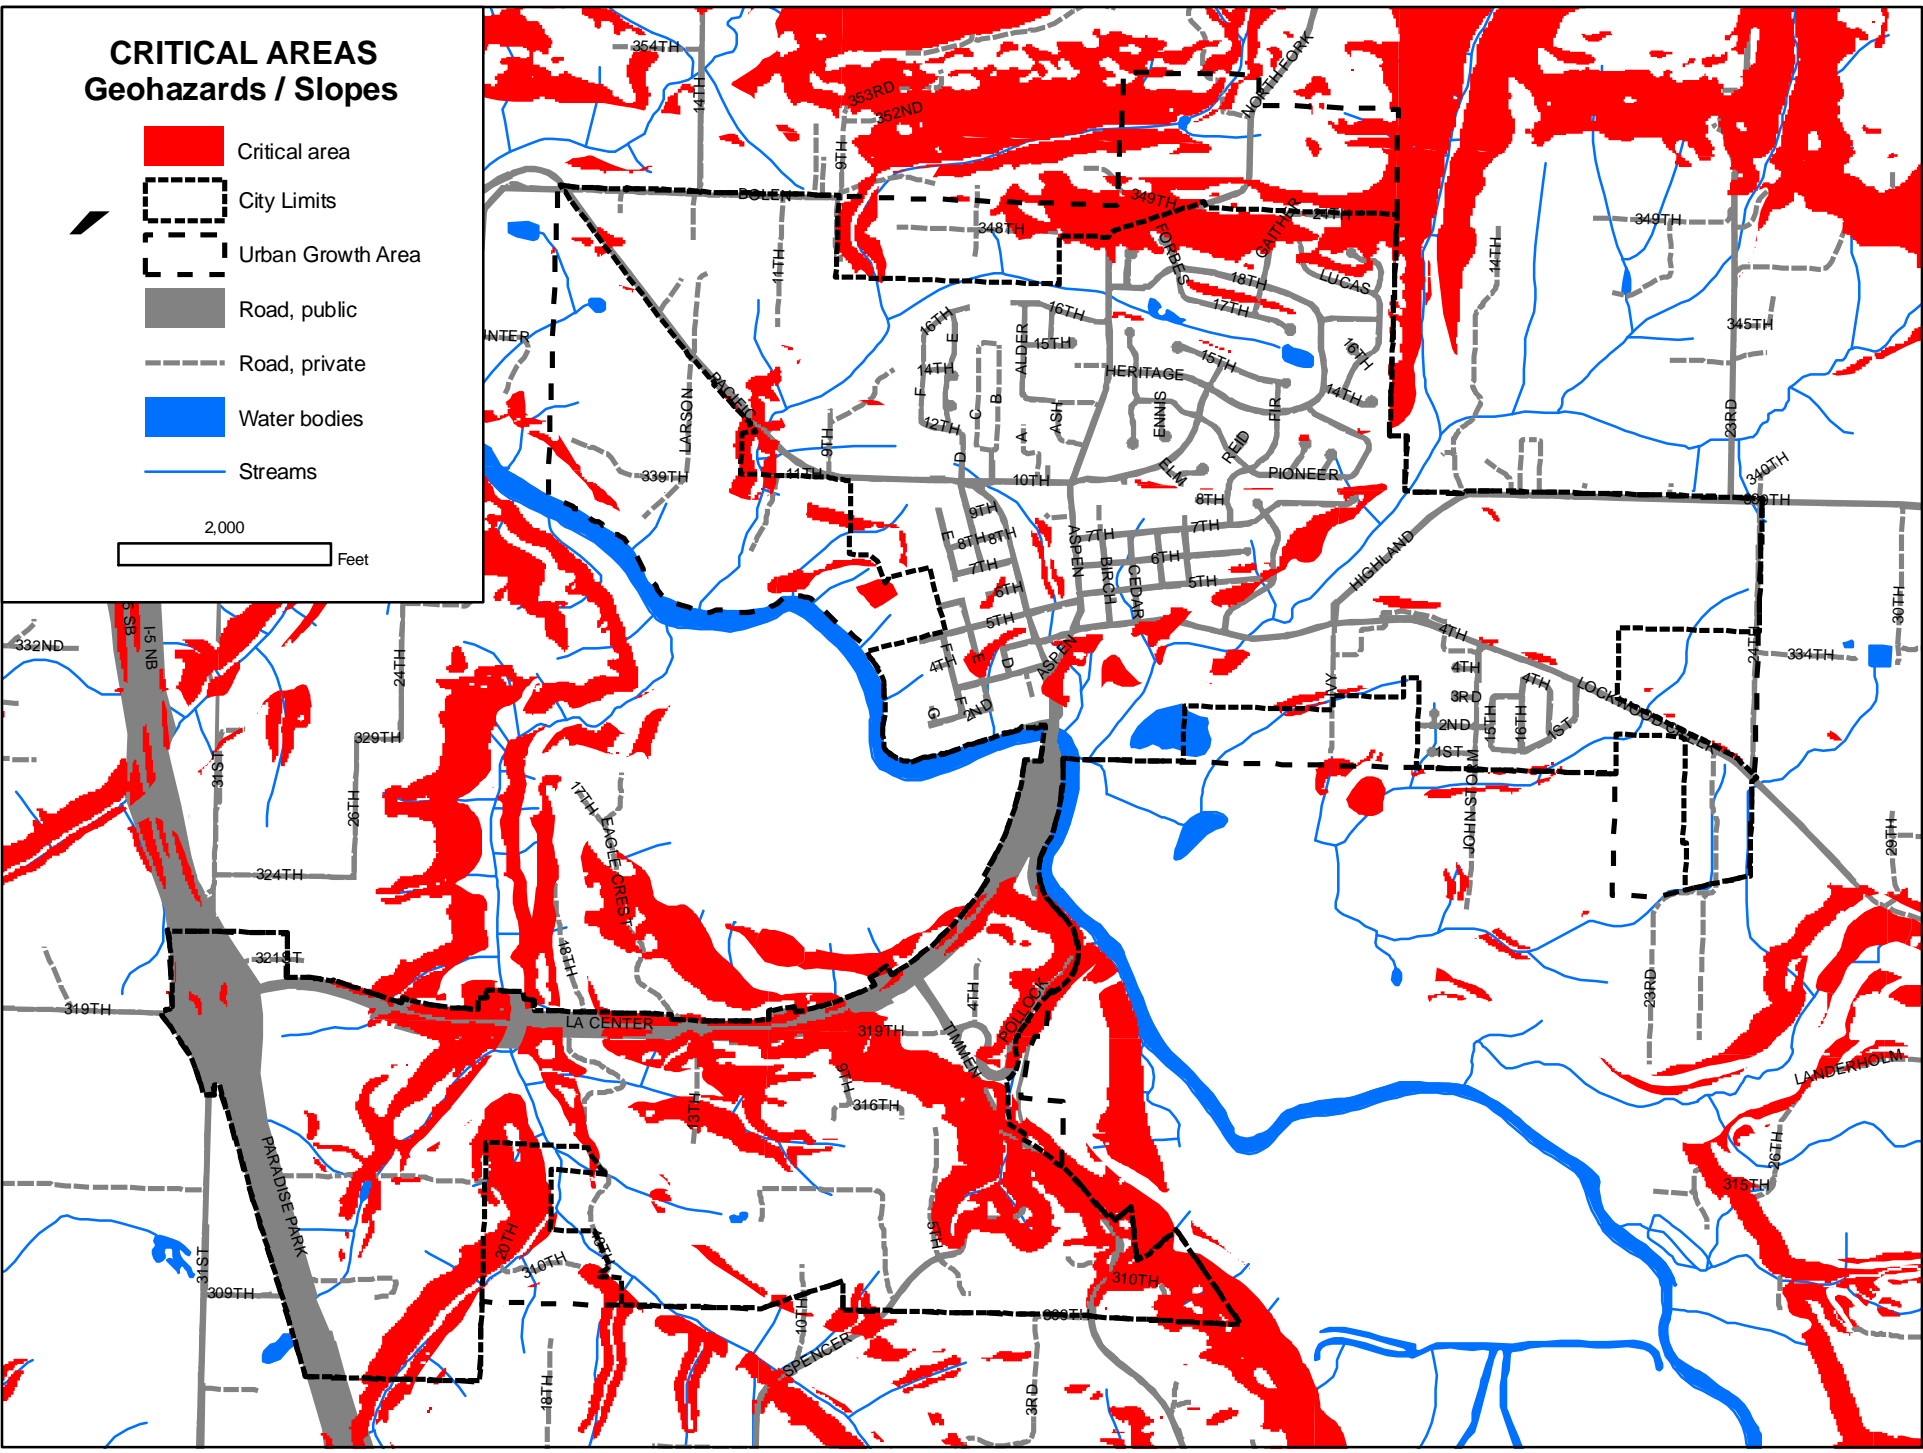 CRITICAL AREAS
Geohazards / Slopes
Critical area
City Limits
Urban Growth Area
Road, public
Road, private
Water bodies
Streams
2,000
Feet
354TH
14TH
353RD
352ND
9TH
NORTH FORK
BOLEN
349TH
24TH
GAITHER
348TH
FORBES
349TH
14TH
11TH
18TH
LUCAS
17TH
16TH
16TH
E
ALDER
15TH
345TH
NTER
16TH
15TH
14TH
HERITAGE
F
PACIFIC
LARSON
C
B
ASH
ENNIS
FIR
14TH
23RD
12TH
A
9TH
REID
D
339TH
11TH
10TH
ELM
PIONEER
340TH
8TH
9TH
E
8TH
8TH
7TH
ASPEN
7TH
7TH
6TH
BIRCH
CEDAR
5TH
HIGHLAND
6TH
5TH
30TH
5 SB
I-5 NB
332ND
24TH
F
4TH
E
D
ASPEN
4TH
24TH
334TH
4TH
IVY
3RD
4TH
LOCKWOOD CREEK
G
F
2ND
2ND
15TH
16TH
1ST
1ST
JOHN STORM
329TH
31ST
26TH
17TH
EAGLE CREST
29TH
324TH
321ST
18TH
4TH
POLLOCK
23RD
319TH
LA CENTER
319TH
TIMMEN
LANDERHOLM
9TH
316TH
13TH
26TH
315TH
PARADISE PARK
20TH
310TH
5TH
31ST
309TH
310TH
10TH
SPENCER
18TH
3RD